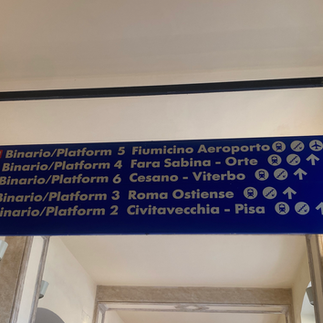 Binario/Platform 5 Fiumicino Aeroporto
Binario/Platform 4 Fara Sabina - Orte
Binario/Platform 6 Cesano - Viterbo
Binario/Platform 3 Roma Ostiense
Binario/Platform 2 Civitavecchia - Pisa